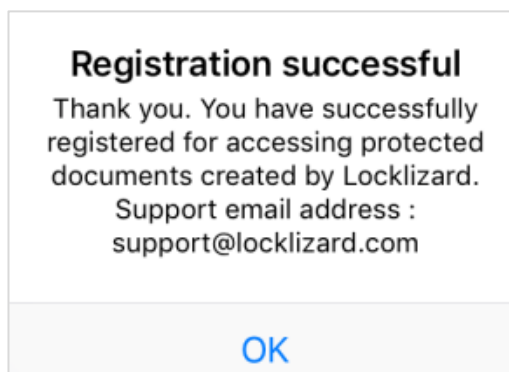 Registration successful
Thank you. You have successfully
registered for accessing protected
documents created by Locklizard.
Support email address :
support@locklizard.com
OK